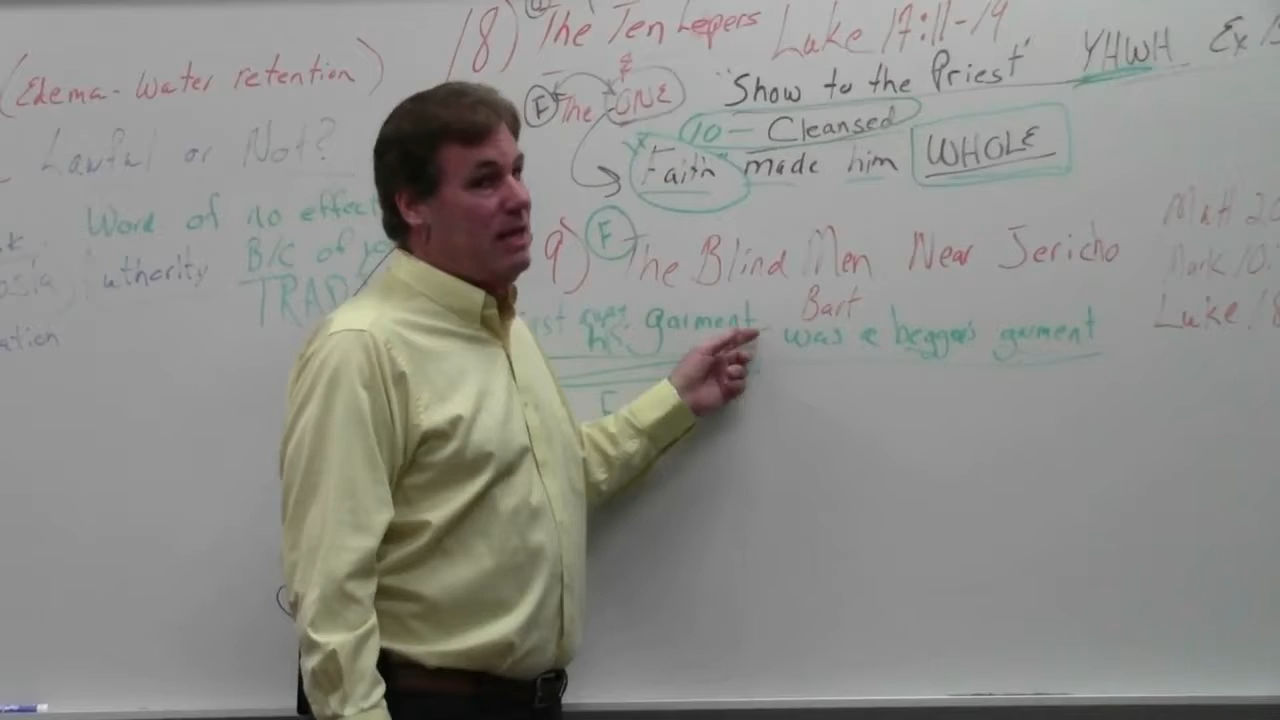 (Edema - Water retention)
Lawful or Not?
Word of no effect
B/C of
authority
TRAD
18) The Ten Lepers Luke 17:11-19
F The ONE
"Show to the Priest" YHWH Ex
10 - Cleansed
"Faith" made him WHOLE
9) F The Blind Men Near Jericho
Bart
his garment was a beggar's garment
Matt 20
Mark 10:
Luke 18